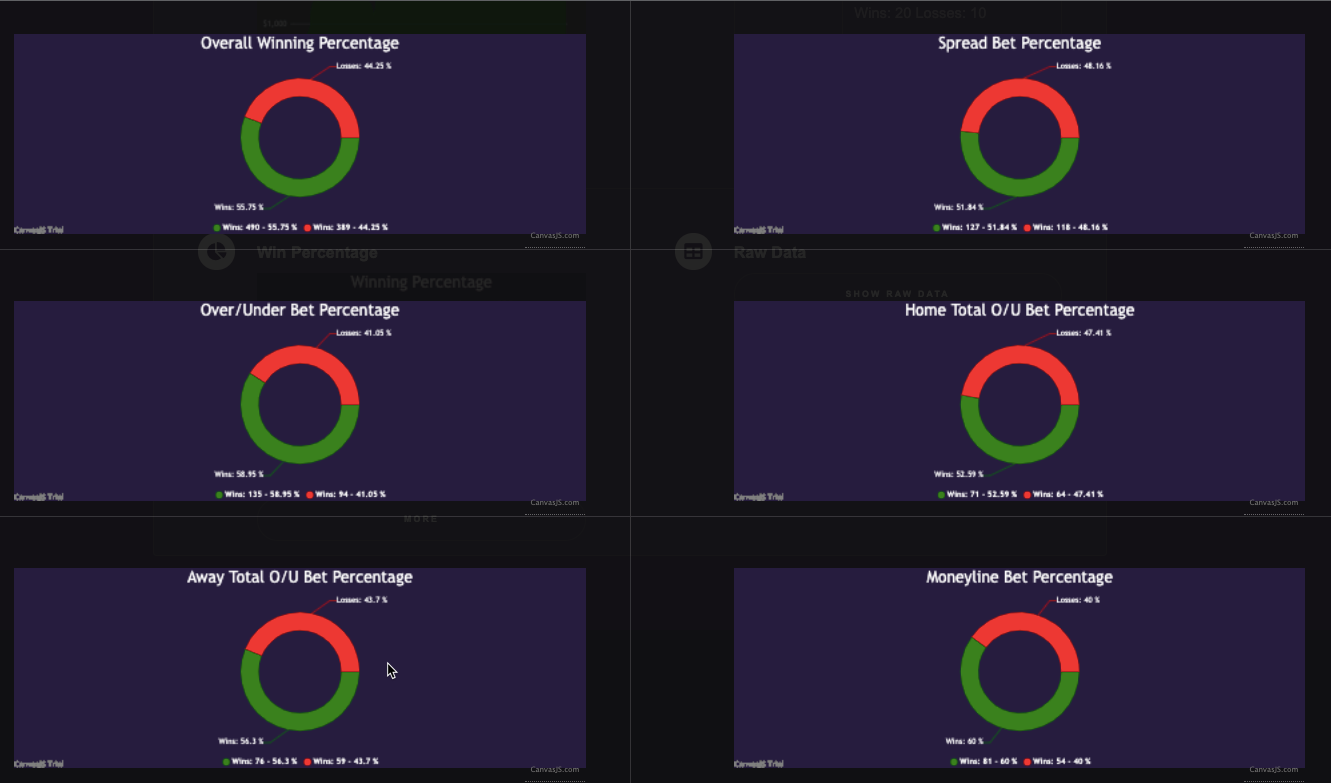 $1,000
Wins: 20 Losses: 10
Overall Winning Percentage
Losses: 44.25 %
Wins: 55.75 %
Wins: 490 - 55.75 % Wins: 389 - 44.25 %
CanvasJS Trial
CanvasJS.com
Spread Bet Percentage
Losses: 48.16 %
Wins: 51.84 %
Wins: 127 - 51.84 % Wins: 118 - 48.16 %
CanvasJS Trial
CanvasJS.com
Win Percentage
Raw Data
Winning Percentage
SHOW RAW DATA
Over/Under Bet Percentage
Losses: 41.05 %
Wins: 58.95 %
Wins: 135 - 58.95 % Wins: 94 - 41.05 %
CanvasJS Trial
CanvasJS.com
Home Total O/U Bet Percentage
Losses: 47.41 %
Wins: 52.59 %
Wins: 71 - 52.59 % Wins: 64 - 47.41 %
CanvasJS Trial
CanvasJS.com
MORE
Away Total O/U Bet Percentage
Losses: 43.7 %
Wins: 56.3 %
Wins: 76 - 56.3 % Wins: 59 - 43.7 %
CanvasJS Trial
CanvasJS.com
Moneyline Bet Percentage
Losses: 40 %
Wins: 60 %
Wins: 81 - 60 % Wins: 54 - 40 %
CanvasJS Trial
CanvasJS.com